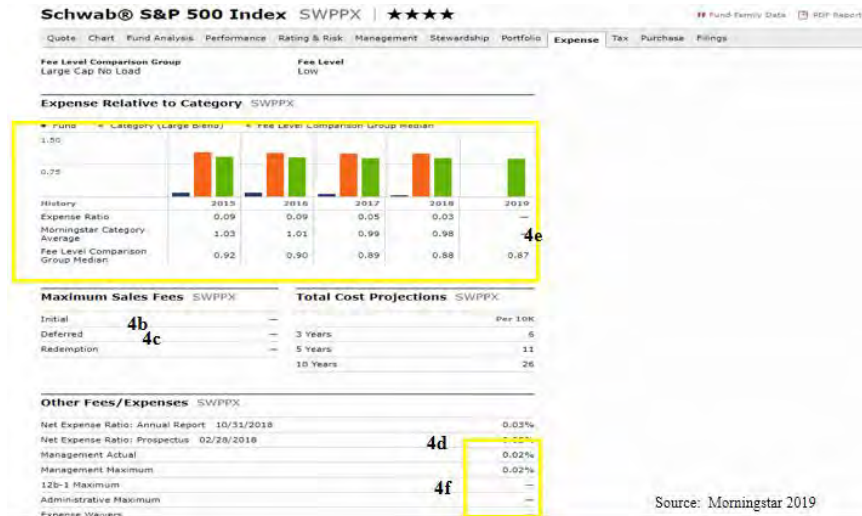 Schwab® S&P 500 Index SWPPX | ★★★★
Fund Family Data PDF Report
Quote Chart Fund Analysis Performance Rating & Risk Management Stewardship Portfolio Expense Tax Purchase Filings
Fee Level Comparison Group Fee Level
Large Cap No Load Low
Expense Relative to Category SWPPX
Fund Category (Large Blend) Fee Level Comparison Group Median
1.50
0.75
History 2015 2016 2017 2018 2019
Expense Ratio 0.09 0.09 0.05 0.03 —
Morningstar Category Average 1.03 1.01 0.99 0.98
4e
Fee Level Comparison Group Median 0.92 0.90 0.89 0.88 0.87
Maximum Sales Fees SWPPX
Initial —
4b
Deferred —
4c
Redemption —
Total Cost Projections SWPPX
Per 10K
3 Years 6
5 Years 11
10 Years 26
Other Fees/Expenses SWPPX
Net Expense Ratio: Annual Report 10/31/2018 0.03%
Net Expense Ratio: Prospectus 02/28/2018
4d
Management Actual 0.02%
Management Maximum 0.02%
12b-1 Maximum —
4f
Administrative Maximum —
Expense Waivers
Source: Morningstar 2019